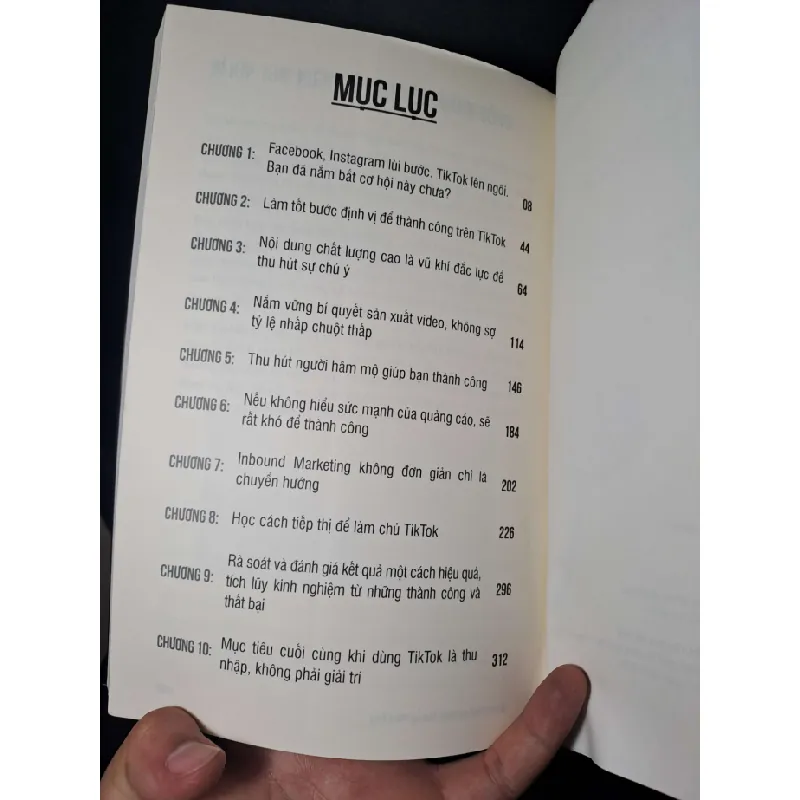 MỤC LỤC
CHƯƠNG 1: Facebook, Instagram lùi bước, TikTok lên ngôi.
Bạn đã nắm bắt cơ hội này chưa? 08
CHƯƠNG 2: Làm tốt bước định vị để thành công trên TikTok 44
CHƯƠNG 3: Nội dung chất lượng cao là vũ khí đắc lực để
thu hút sự chú ý 64
CHƯƠNG 4: Nắm vững bí quyết sản xuất video, không sợ
tỷ lệ nhấp chuột thấp 114
CHƯƠNG 5: Thu hút người hâm mộ giúp bạn thành công 146
CHƯƠNG 6: Nếu không hiểu sức mạnh của quảng cáo, sẽ
rất khó để thành công 184
CHƯƠNG 7: Inbound Marketing không đơn giản chỉ là
chuyển hướng 202
CHƯƠNG 8: Học cách tiếp thị để làm chủ TikTok 226
CHƯƠNG 9: Rà soát và đánh giá kết quả một cách hiệu quả,
tích lũy kinh nghiệm từ những thành công và
thất bại 296
CHƯƠNG 10: Mục tiêu cuối cùng khi dùng TikTok là thu
nhập, không phải giải trí 312